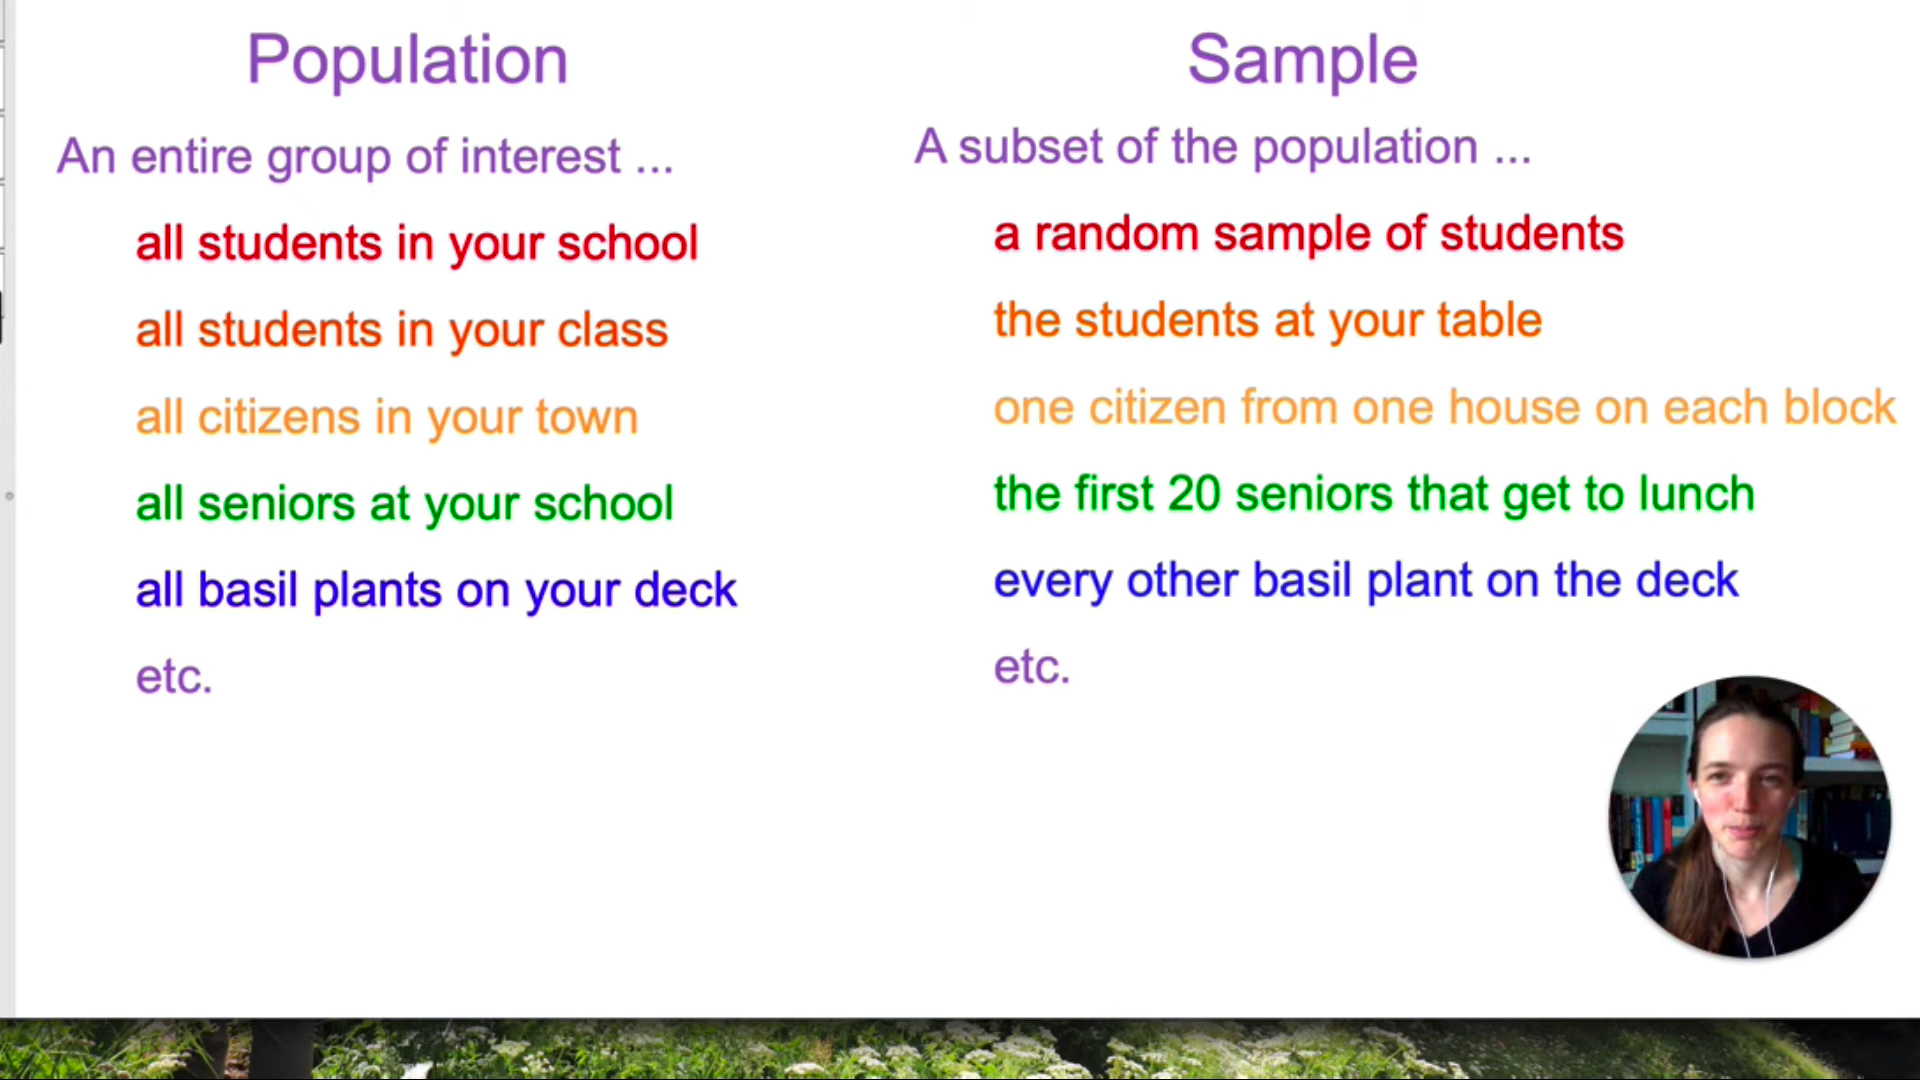 Population
An entire group of interest ...
all students in your school
all students in your class
all citizens in your town
all seniors at your school
all basil plants on your deck
etc.
Sample
A subset of the population ...
a random sample of students
the students at your table
one citizen from one house on each block
the first 20 seniors that get to lunch
every other basil plant on the deck
etc.